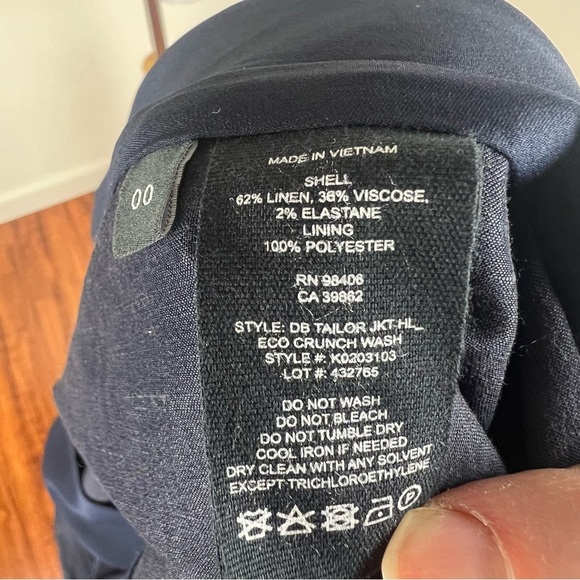 00
MADE IN VIETNAM
SHELL
62% LINEN, 36% VISCOSE,
2% ELASTANE
LINING
100% POLYESTER
RN 98406
CA 39862
STYLE: DB TAILOR JKT-HL_
ECO CRUNCH WASH
STYLE #: K0203103
LOT #: 432765
DO NOT WASH
DO NOT BLEACH
DO NOT TUMBLE DRY
COOL IRON IF NEEDED
DRY CLEAN WITH ANY SOLVENT
EXCEPT TRICHLOROETHYLENE
P